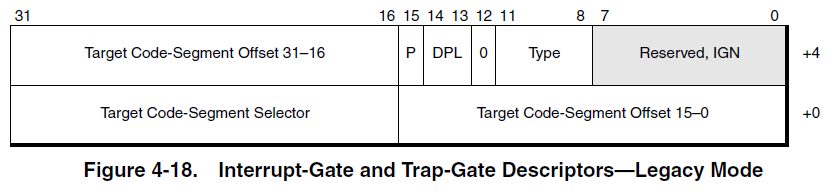 31 16 15 14 13 12 11 8 7 0
Target Code-Segment Offset 31–16 P DPL 0 Type Reserved, IGN +4
Target Code-Segment Selector Target Code-Segment Offset 15–0 +0
Figure 4-18. Interrupt-Gate and Trap-Gate Descriptors—Legacy Mode